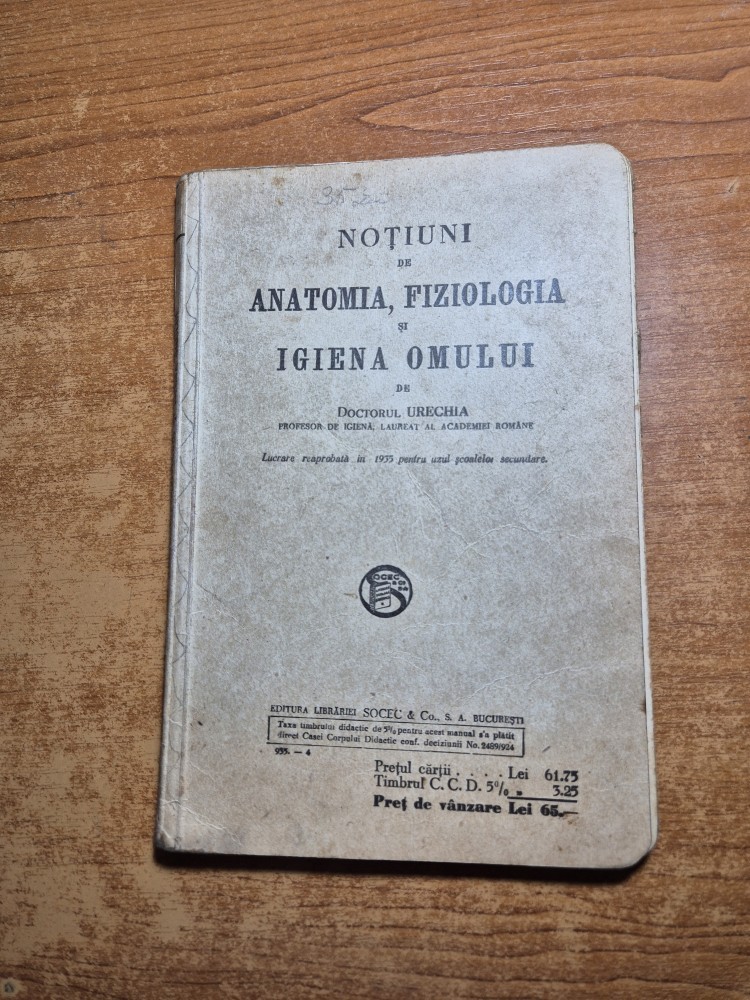 NOȚIUNI
DE
ANATOMIA, FIZIOLOGIA
ȘI
IGIENA OMULUI
DE
DOCTORUL URECHIA
PROFESOR DE IGIENĂ, LAUREAT AL ACADEMIEI ROMÂNE
Lucrare reaprobată în 1935 pentru uzul școalelor secundare.
SOCEC
& Co
S.A.
EDITURA LIBRĂRIEI SOCEC & Co., S. A. BUCUREȘTI
Taxa timbrului didactic de 5% pentru acest manual s'a plătit
direct Casei Corpului Didactic conf. deciziunii No. 2489/924
935. — 4
Prețul cărții . . . . Lei 61.75
Timbrul C. C. D. 5% „ 3.25
Preț de vânzare Lei 65.—